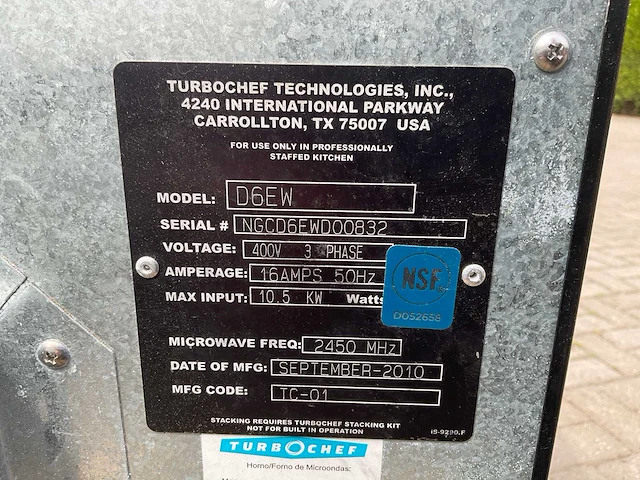 TURBOCHEF TECHNOLOGIES, INC.,
4240 INTERNATIONAL PARKWAY
CARROLLTON, TX 75007 USA
FOR USE ONLY IN PROFESSIONALLY
STAFFED KITCHEN
MODEL: D6EW
SERIAL # NGCD6EWD00832
VOLTAGE: 400V 3 PHASE
AMPERAGE: 16AMPS 50Hz
MAX INPUT: 10.5 KW Watts
NSF
D052658
MICROWAVE FREQ: 2450 MHz
DATE OF MFG: SEPTEMBER-2010
MFG CODE: TC-01
STACKING REQUIRES TURBOCHEF STACKING KIT
NOT FOR BUILT IN OPERATION
iS-9290.F
TURBOCHEF
Horno/Forno de Microondas: